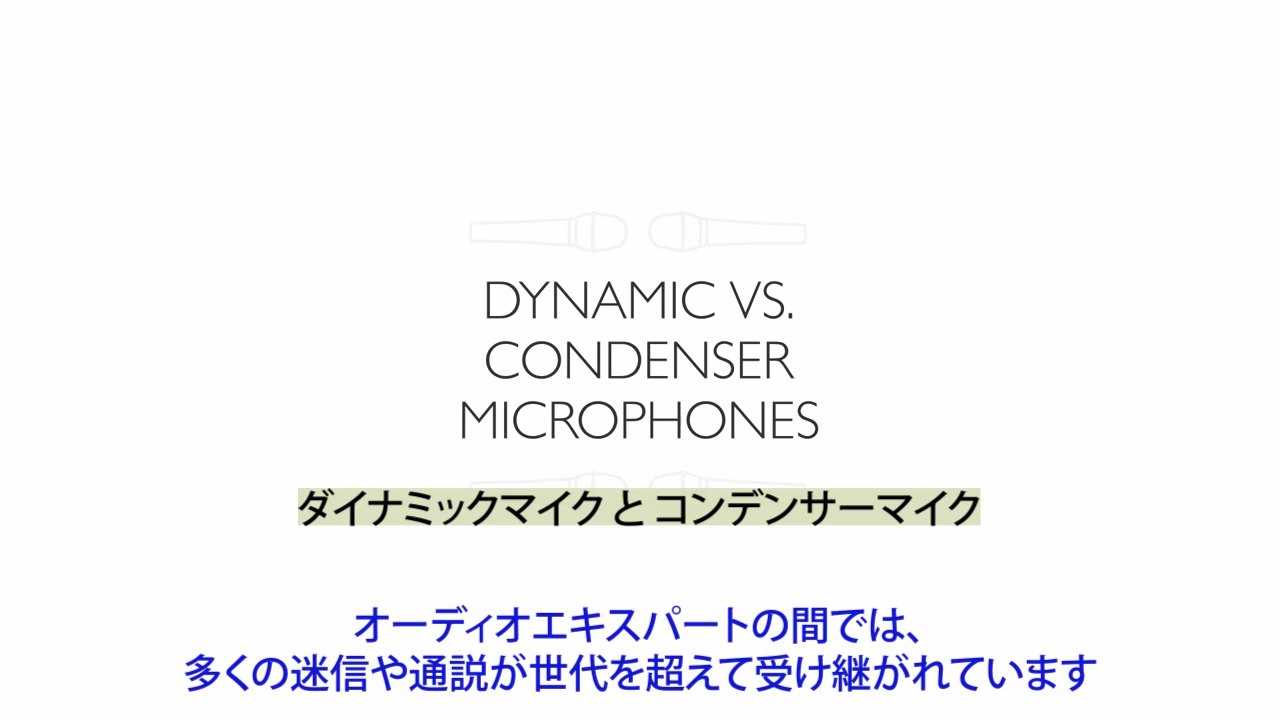 DYNAMIC VS.
CONDENSER
MICROPHONES
ダイナミックマイク と コンデンサーマイク
オーディオエキスパートの間では、
多くの迷信や通説が世代を超えて受け継がれています